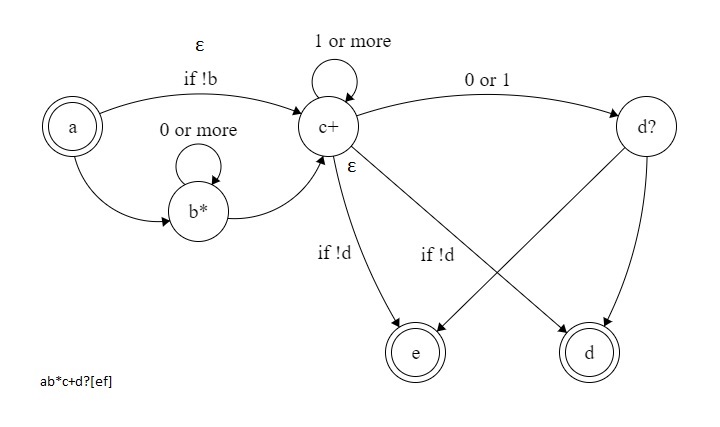 ε
1 or more
if !b
0 or 1
a
0 or more
c+
d?
ε
b*
if !d
if !d
e
d
ab*c+d?[ef]